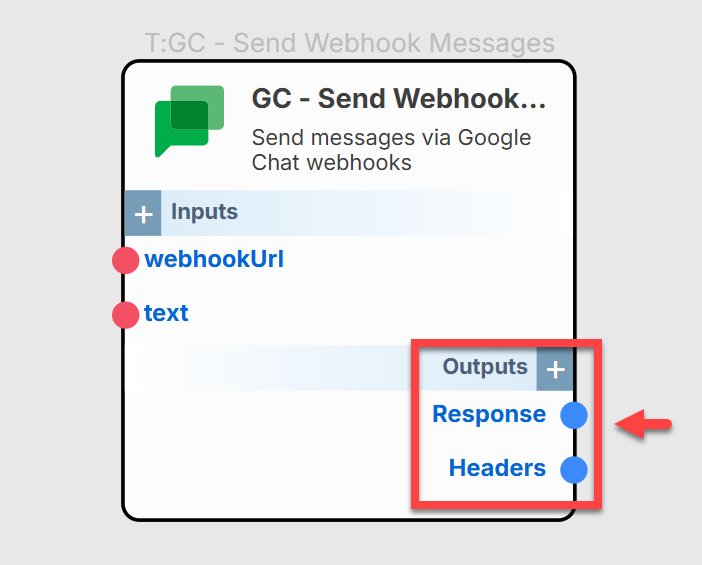 T:GC - Send Webhook Messages
GC - Send Webhook...
Send messages via Google
Chat webhooks
+ Inputs
webhookUrl
text
Outputs +
Response
Headers